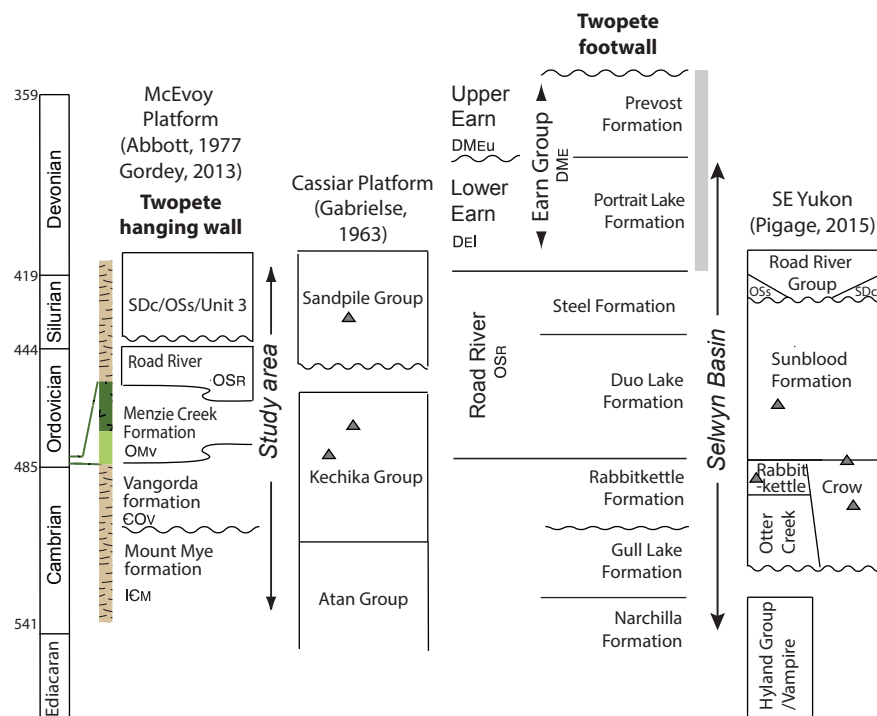 359
419
444
485
541
Devonian
Silurian
Ordovician
Cambrian
Ediacaran
McEvoy
Platform
(Abbott, 1977
Gordey, 2013)
Twopete
hanging wall
SDc/OSs/Unit 3
Road River
OSR
Menzie Creek
Formation
OMv
Vangorda
formation
ЄOv
Mount Mye
formation
lЄM
Study area
Cassiar Platform
(Gabrielse,
1963)
Sandpile Group
Kechika Group
Atan Group
Twopete
footwall
Upper
Earn
DMEu
Lower
Earn
DEl
Earn Group
DME
Prevost
Formation
Portrait Lake
Formation
Road River
OSR
Steel Formation
Duo Lake
Formation
Rabbitkettle
Formation
Gull Lake
Formation
Narchilla
Formation
Selwyn Basin
SE Yukon
(Pigage, 2015)
Road River
Group
OSs
SDc
Sunblood
Formation
Rabbit
-kettle
Crow
Otter
Creek
Hyland Group
/Vampire